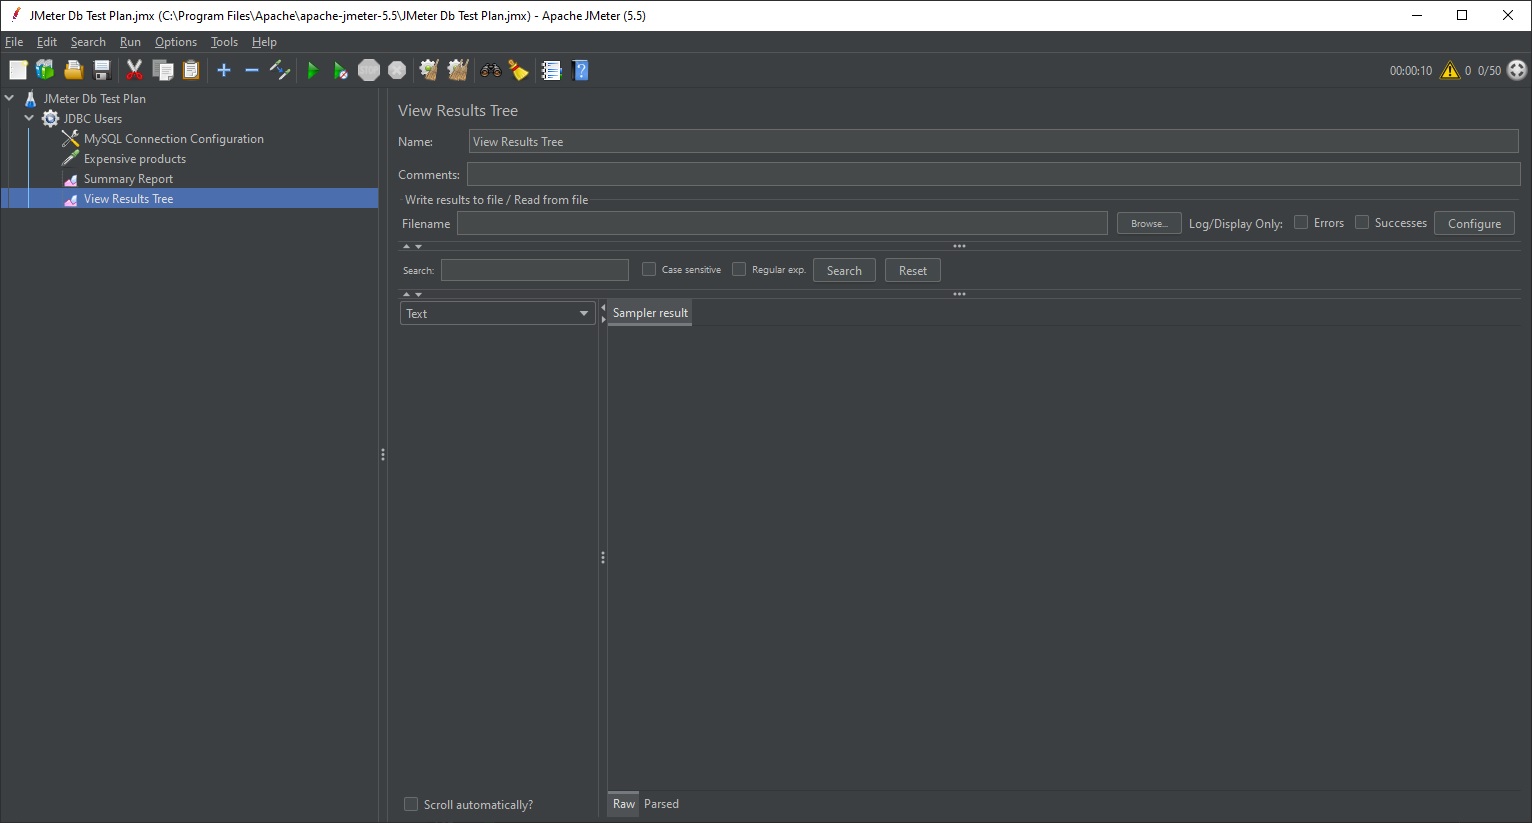 JMeter Db Test Plan.jmx (C:\Program Files\Apache\apache-jmeter-5.5\JMeter Db Test Plan.jmx) - Apache JMeter (5.5)
File Edit Search Run Options Tools Help
00:00:10 0 0/50
JMeter Db Test Plan
JDBC Users
MySQL Connection Configuration
Expensive products
Summary Report
View Results Tree
View Results Tree
Name: View Results Tree
Comments:
Write results to file / Read from file
Filename Browse... Log/Display Only: Errors Successes Configure
Search: Case sensitive Regular exp. Search Reset
Text
Sampler result
Scroll automatically?
Raw Parsed